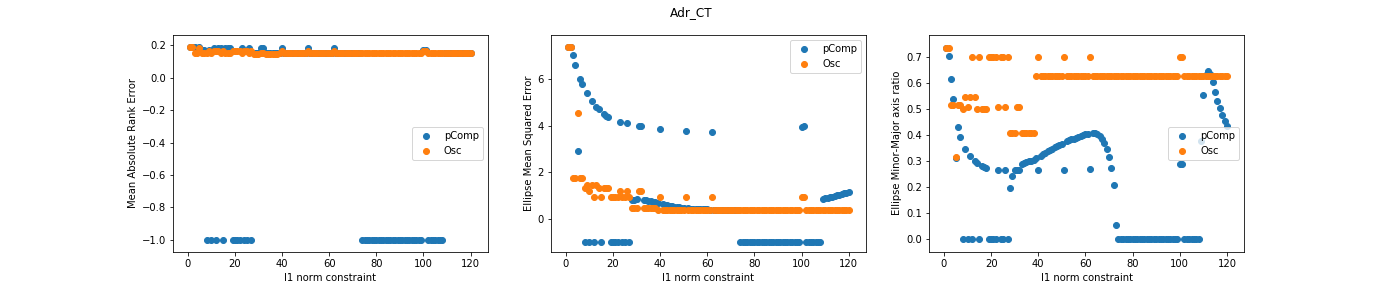 Adr_CT
Mean Absolute Rank Error
0.2
0.0
−0.2
−0.4
−0.6
−0.8
−1.0
0 20 40 60 80 100 120
l1 norm constraint
pComp
Osc
Ellipse Mean Squared Error
6
4
2
0
0 20 40 60 80 100 120
l1 norm constraint
pComp
Osc
Ellipse Minor-Major axis ratio
0.7
0.6
0.5
0.4
0.3
0.2
0.1
0.0
0 20 40 60 80 100 120
l1 norm constraint
pComp
Osc